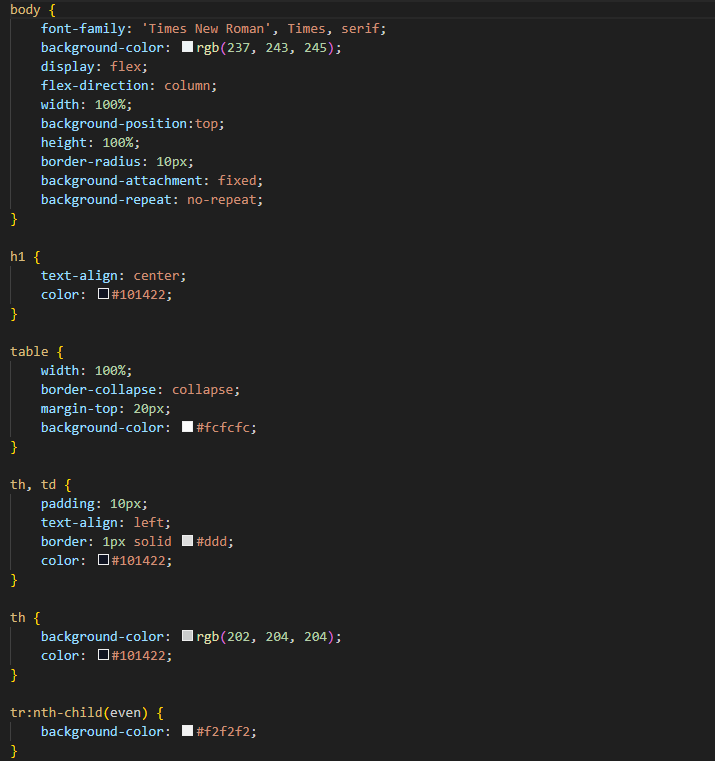 body {
    font-family: 'Times New Roman', Times, serif;
    background-color: rgb(237, 243, 245);
    display: flex;
    flex-direction: column;
    width: 100%;
    background-position:top;
    height: 100%;
    border-radius: 10px;
    background-attachment: fixed;
    background-repeat: no-repeat;
}

h1 {
    text-align: center;
    color: #101422;
}

table {
    width: 100%;
    border-collapse: collapse;
    margin-top: 20px;
    background-color: #fcfcfc;
}

th, td {
    padding: 10px;
    text-align: left;
    border: 1px solid #ddd;
    color: #101422;
}

th {
    background-color: rgb(202, 204, 204);
    color: #101422;
}

tr:nth-child(even) {
    background-color: #f2f2f2;
}